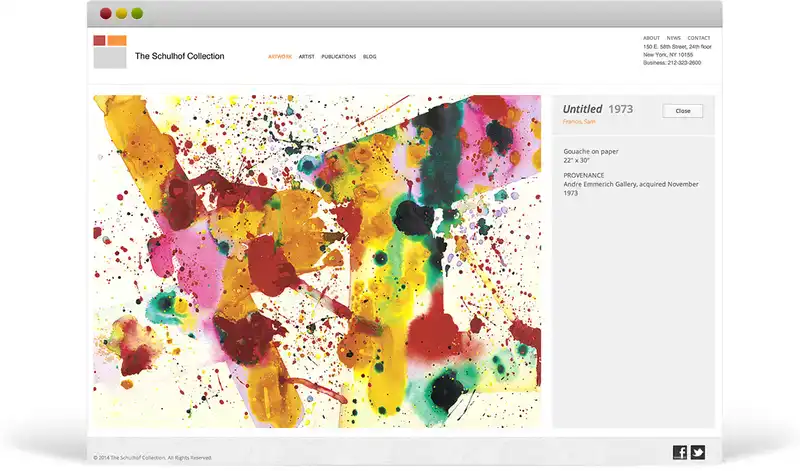 ABOUT NEWS CONTACT
The Schulhof Collection
ARTWORK ARTIST PUBLICATIONS BLOG
150 E. 58th Street, 24th floor
New York, NY 10155
Business: 212-323-2600
Untitled 1973
Close
Francis, Sam
Gouache on paper
22" x 30"
PROVENANCE
Andre Emmerich Gallery, acquired November
1973
© 2014 The Schulhof Collection. All Rights Reserved.